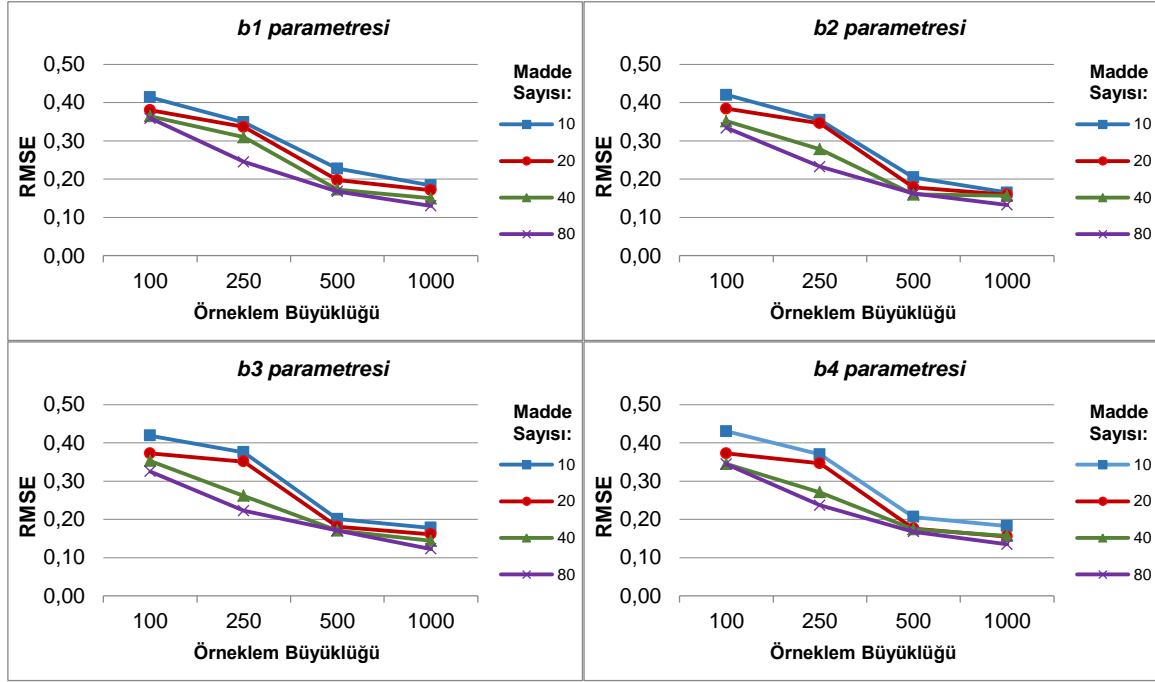 b1 parametresi
0,50
0,40
0,30
0,20
0,10
0,00
RMSE
100 250 500 1000
Örneklem Büyüklüğü
Madde
Sayısı:
10
20
40
80
b2 parametresi
0,50
0,40
0,30
0,20
0,10
0,00
RMSE
100 250 500 1000
Örneklem Büyüklüğü
Madde
Sayısı:
10
20
40
80
b3 parametresi
0,50
0,40
0,30
0,20
0,10
0,00
RMSE
100 250 500 1000
Örneklem Büyüklüğü
Madde
Sayısı:
10
20
40
80
b4 parametresi
0,50
0,40
0,30
0,20
0,10
0,00
RMSE
100 250 500 1000
Örneklem Büyüklüğü
Madde
Sayısı:
10
20
40
80